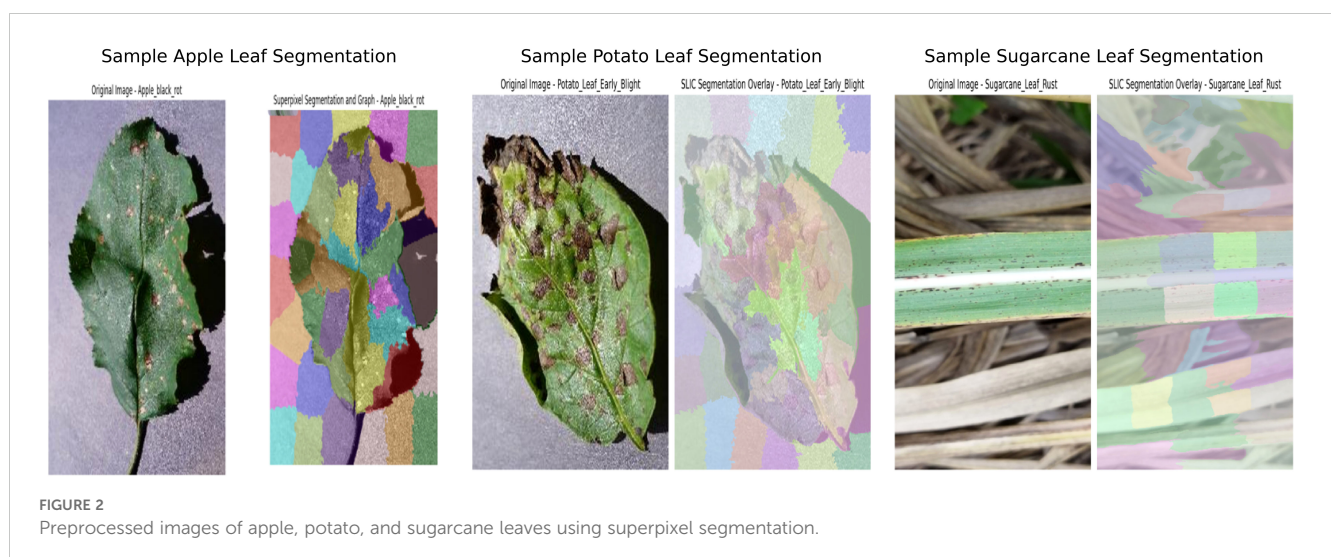 Sample Apple Leaf Segmentation
Original Image - Apple_black_rot
Superpixel Segmentation and Graph - Apple_black_rot
Sample Potato Leaf Segmentation
Original Image - Potato_Leaf_Early_Blight
SLIC Segmentation Overlay - Potato_Leaf_Early_Blight
Sample Sugarcane Leaf Segmentation
Original Image - Sugarcane_Leaf_Rust
SLIC Segmentation Overlay - Sugarcane_Leaf_Rust
FIGURE 2
Preprocessed images of apple, potato, and sugarcane leaves using superpixel segmentation.